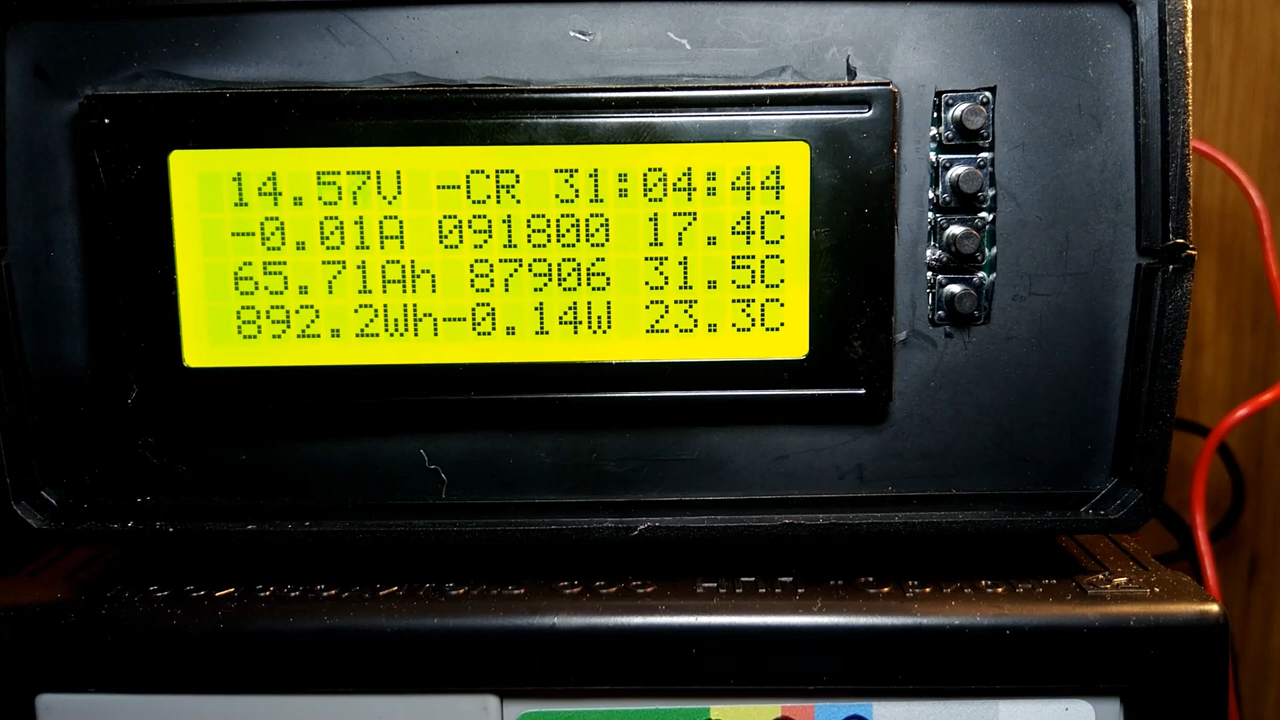 14.57V -CR 31:04:44
-0.01A 091800 17.4C
65.71Ah 87906 31.5C
892.2Wh-0.14W 23.3C